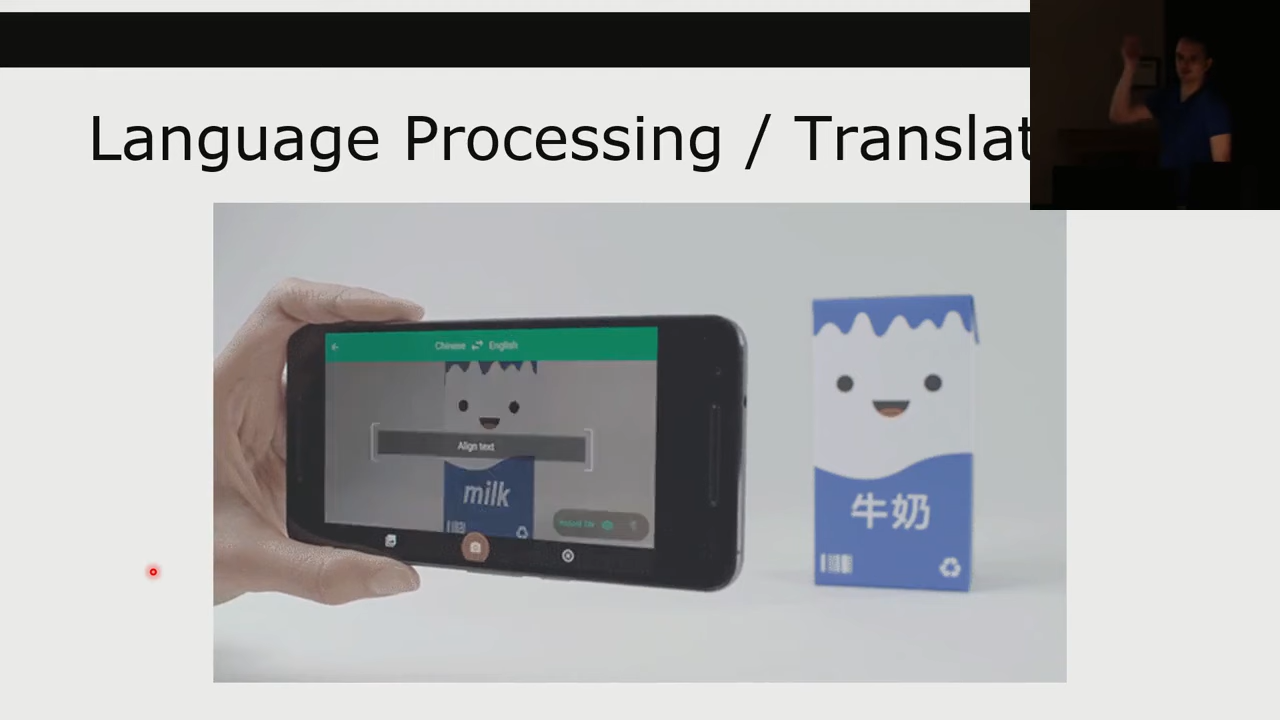 Language Processing / Translat
Chinese English
Align text
milk
牛奶